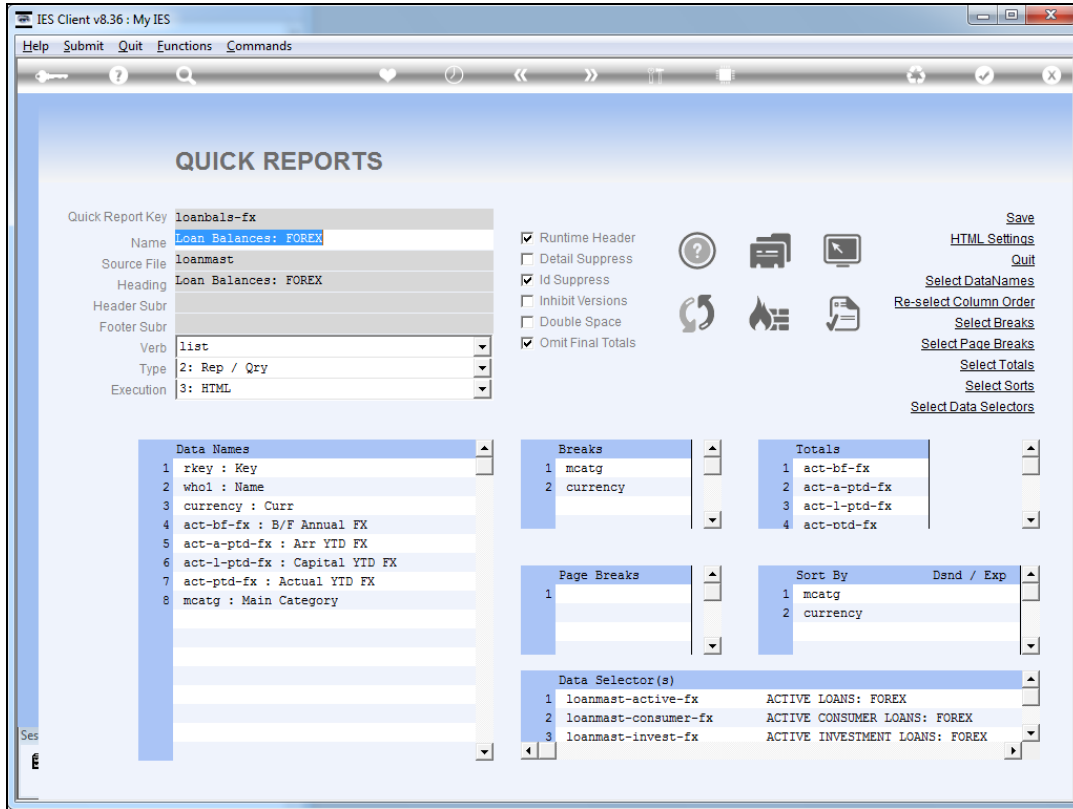 IES Client v8.36 : My IES
Help Submit Quit Functions Commands
QUICK REPORTS
Quick Report Key loanbals-fx
Name Loan Balances: FOREX
Source File loanmast
Heading Loan Balances: FOREX
Header Subr
Footer Subr
Verb list
Type 2: Rep / Qry
Execution 3: HTML
Runtime Header
Detail Suppress
Id Suppress
Inhibit Versions
Double Space
Omit Final Totals
Save
HTML Settings
Quit
Select DataNames
Re-select Column Order
Select Breaks
Select Page Breaks
Select Totals
Select Sorts
Select Data Selectors
Data Names
1 rkey : Key
2 who1 : Name
3 currency : Curr
4 act-bf-fx : B/F Annual FX
5 act-a-ptd-fx : Arr YTD FX
6 act-l-ptd-fx : Capital YTD FX
7 act-ptd-fx : Actual YTD FX
8 mcatg : Main Category
Breaks
1 mcatg
2 currency
Totals
1 act-bf-fx
2 act-a-ptd-fx
3 act-l-ptd-fx
4 act-ptd-fx
Page Breaks
1
Sort By Dsnd / Exp
1 mcatg
2 currency
Data Selector(s)
1 loanmast-active-fx ACTIVE LOANS: FOREX
2 loanmast-consumer-fx ACTIVE CONSUMER LOANS: FOREX
3 loanmast-invest-fx ACTIVE INVESTMENT LOANS: FOREX
Ses